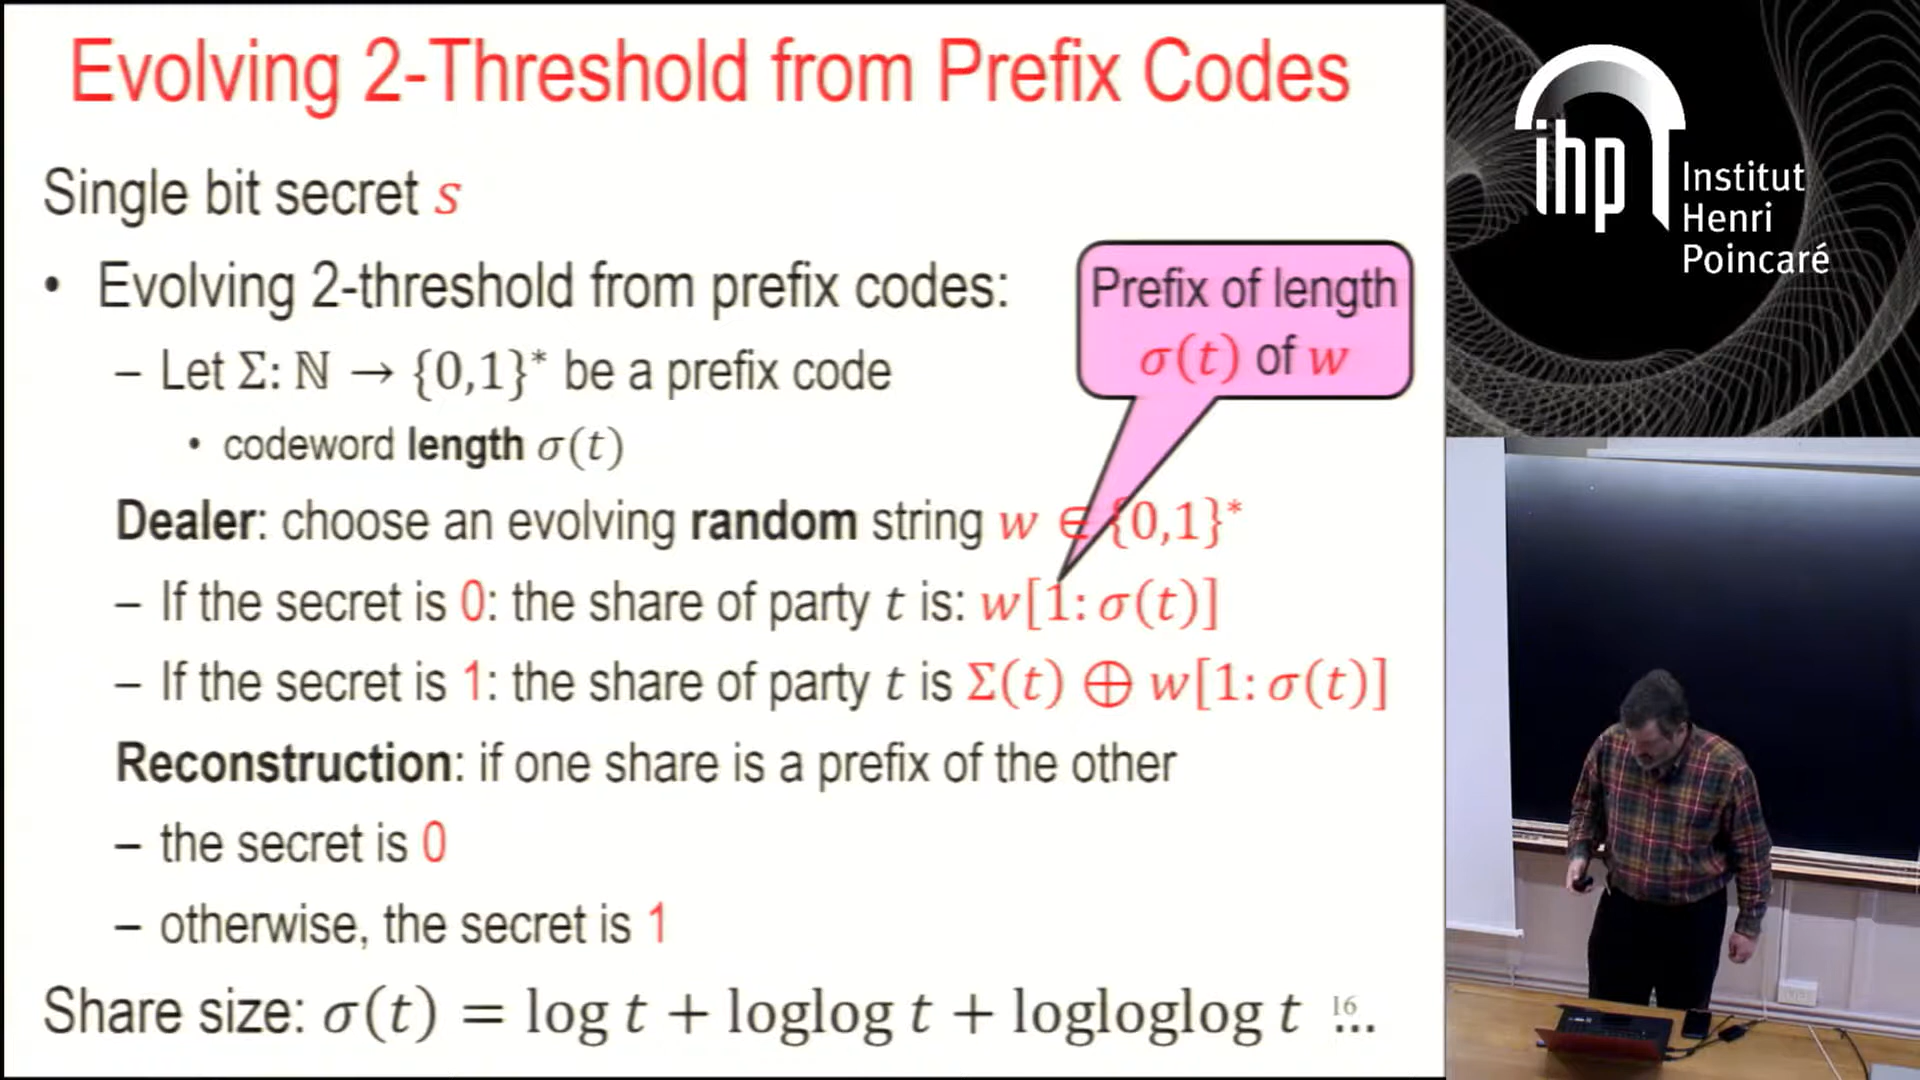 Evolving 2-Threshold from Prefix Codes
Single bit secret s
• Evolving 2-threshold from prefix codes:
– Let Σ: ℕ → {0,1}* be a prefix code
• codeword length σ(t)
Prefix of length
σ(t) of w
Dealer: choose an evolving random string w ∈ {0,1}*
– If the secret is 0: the share of party t is: w[1: σ(t)]
– If the secret is 1: the share of party t is Σ(t) ⊕ w[1: σ(t)]
Reconstruction: if one share is a prefix of the other
– the secret is 0
– otherwise, the secret is 1
Share size: σ(t) = log t + loglog t + logloglog t ...
16
ihp
Institut
Henri
Poincaré